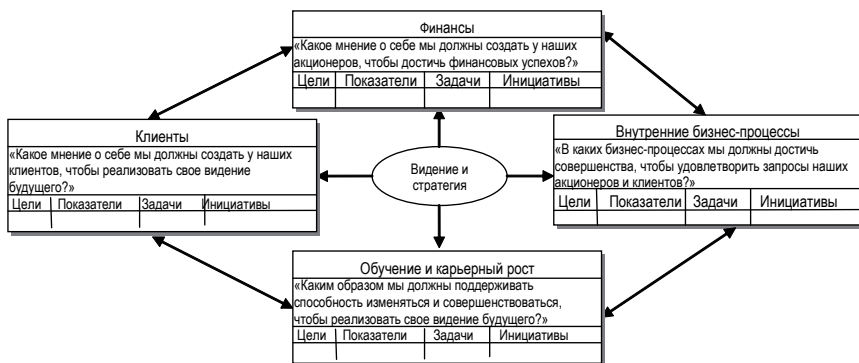 Финансы
«Какое мнение о себе мы должны создать у наших
акционеров, чтобы достичь финансовых успехов?»
Цели Показатели Задачи Инициативы
Клиенты
«Какое мнение о себе мы должны создать у наших
клиентов, чтобы реализовать свое видение
будущего?»
Цели Показатели Задачи Инициативы
Видение и
стратегия
Внутренние бизнес-процессы
«В каких бизнес-процессах мы должны достичь
совершенства, чтобы удовлетворить запросы наших
акционеров и клиентов?»
Цели Показатели Задачи Инициативы
Обучение и карьерный рост
«Каким образом мы должны поддерживать
способность изменяться и совершенствоваться,
чтобы реализовать свое видение будущего?»
Цели Показатели Задачи Инициативы